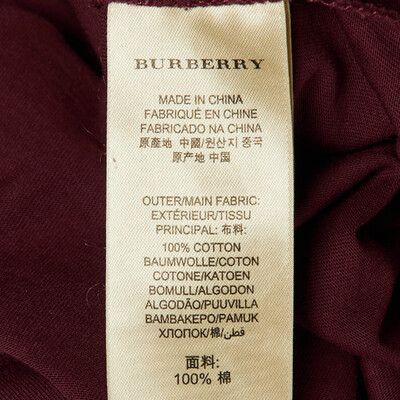 BURBERRY
MADE IN CHINA
FABRIQUÉ EN CHINE
FABRICADO NA CHINA
原產地 中國/원산지 중국
原产地 中国
OUTER/MAIN FABRIC:
EXTÉRIEUR/TISSU
PRINCIPAL: 布料:
100% COTTON
BAUMWOLLE/COTON
COTONE/KATOEN
BOMULL/ALGODON
ALGODÃO/PUUVILLA
BAMBAKEPO/PAMUK
ХЛОПОК/棉/قطن
面料:
100% 棉